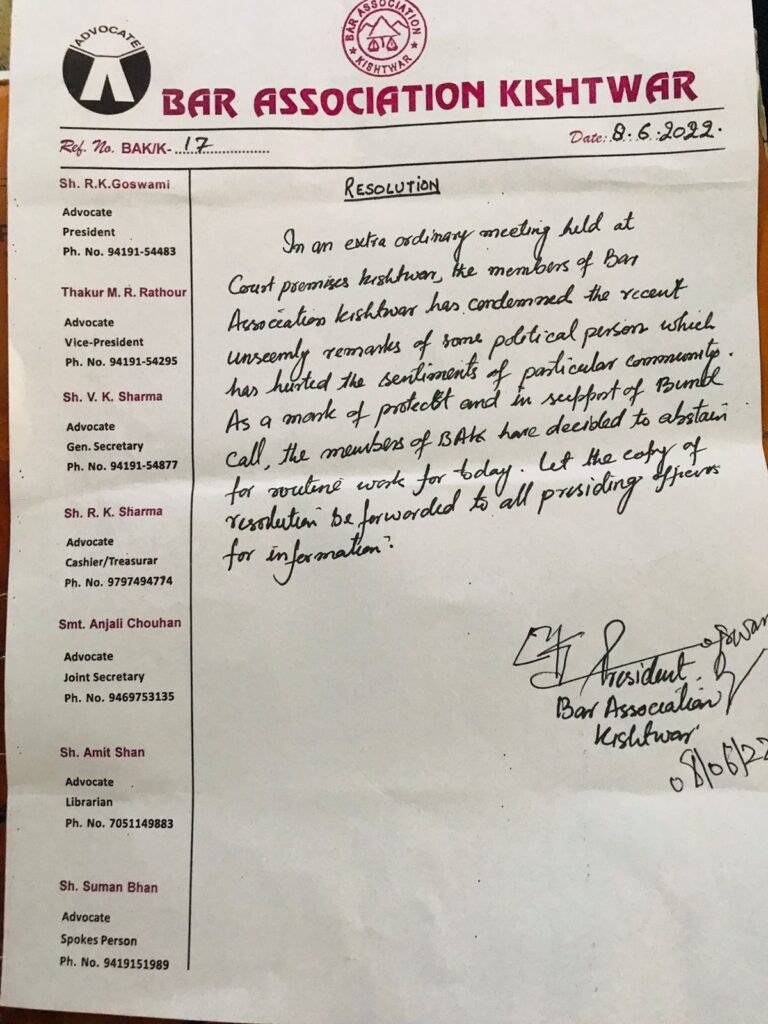 ADVOCATE
BAR ASSOCIATION
★ KISHTWAR ★
BAR ASSOCIATION KISHTWAR
Ref. No. BAK/K-...17...
Date: 8.6.2022.
Sh. R.K.Goswami
Advocate
President
Ph. No. 94191-54483
Thakur M. R. Rathour
Advocate
Vice-President
Ph. No. 94191-54295
Sh. V. K. Sharma
Advocate
Gen. Secretary
Ph. No. 94191-54877
Sh. R. K. Sharma
Advocate
Cashier/Treasurar
Ph. No. 9797494774
Smt. Anjali Chouhan
Advocate
Joint Secretary
Ph. No. 9469753135
Sh. Amit Shan
Advocate
Librarian
Ph. No. 7051149883
Sh. Suman Bhan
Advocate
Spokes Person
Ph. No. 9419151989
RESOLUTION
In an extra ordinary meeting held at
Court premises kishtwar, the members of Bar
Association kishtwar has condemned the recent
unseemly remarks of some political person which
has hurted the sentiments of particular community.
As a mark of and in support of
call, the members of BAK have decided to abstain
for routine work for today. Let the copy of
resolution be forwarded to all presiding officers
for information.
President
Bar Association
Kishtwar
08/06/22